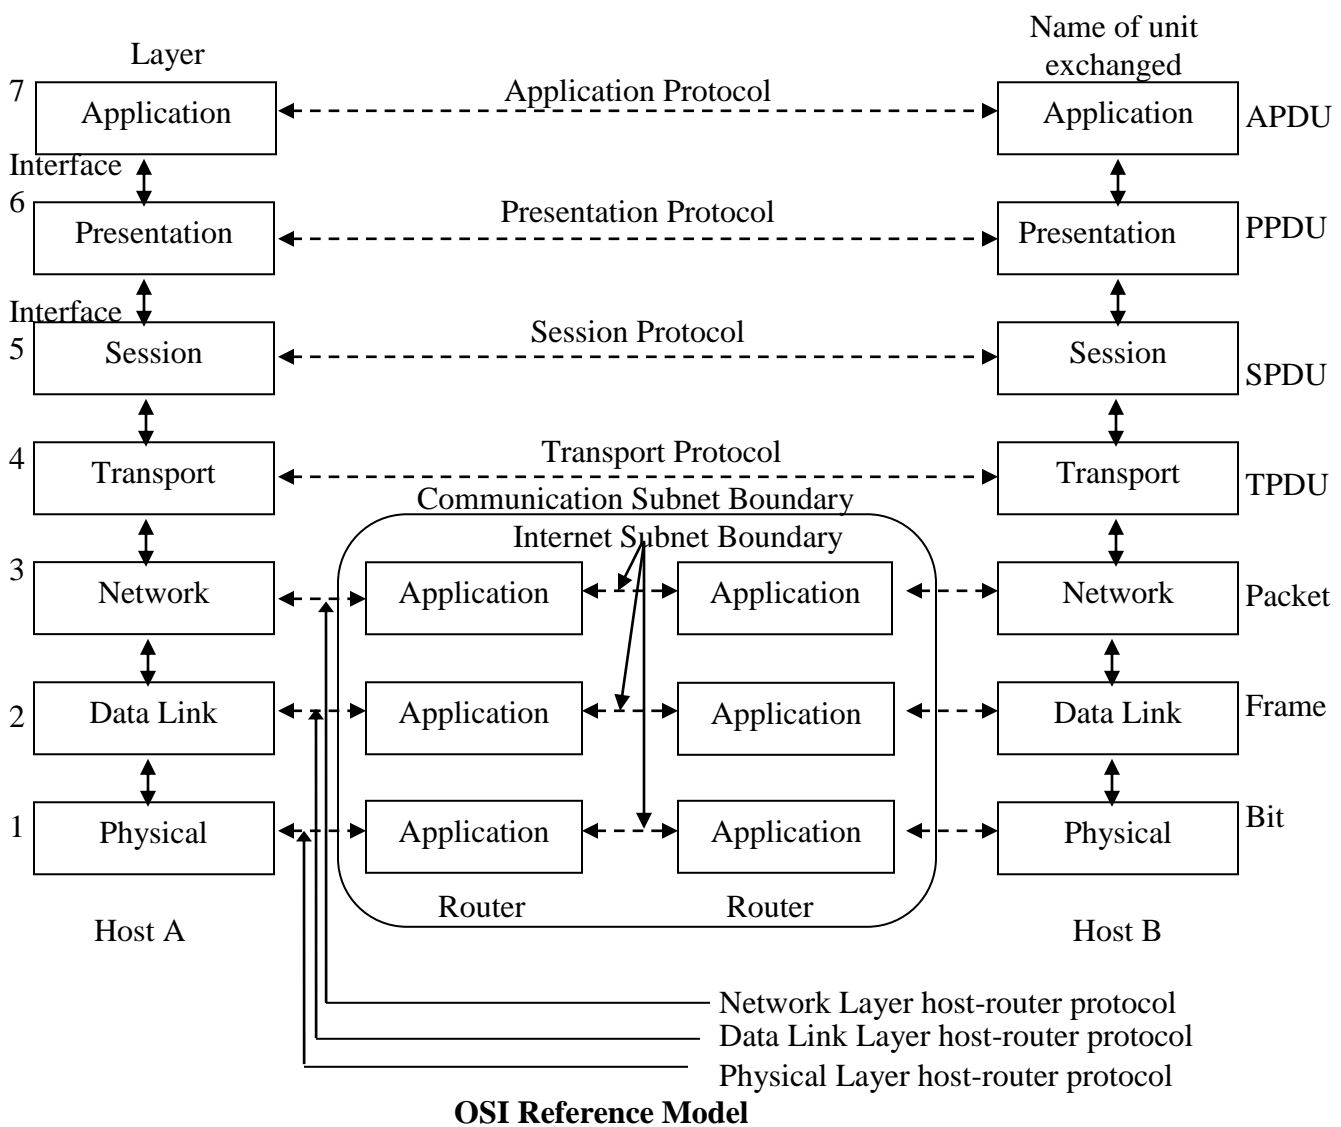 Name of unit
exchanged
Layer
7
Application
Application Protocol
Application
APDU
Interface
6
Presentation
Presentation Protocol
Presentation
PPDU
Interface
5
Session
Session Protocol
Session
SPDU
4
Transport
Transport Protocol
Transport
TPDU
Communication Subnet Boundary
Internet Subnet Boundary
3
Network
Application
Application
Network
Packet
2
Data Link
Application
Application
Data Link
Frame
1
Physical
Application
Application
Physical
Bit
Router
Router
Host A
Host B
Network Layer host-router protocol
Data Link Layer host-router protocol
Physical Layer host-router protocol
OSI Reference Model